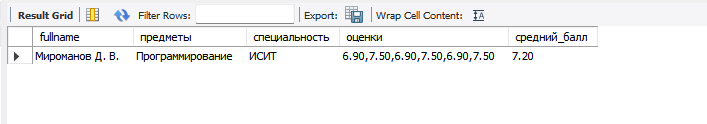 Result Grid Filter Rows: Export: Wrap Cell Content:
fullname предметы специальность оценки средний_балл
Мироманов Д. В. Программирование ИСИТ 6.90,7.50,6.90,7.50,6.90,7.50 7.20